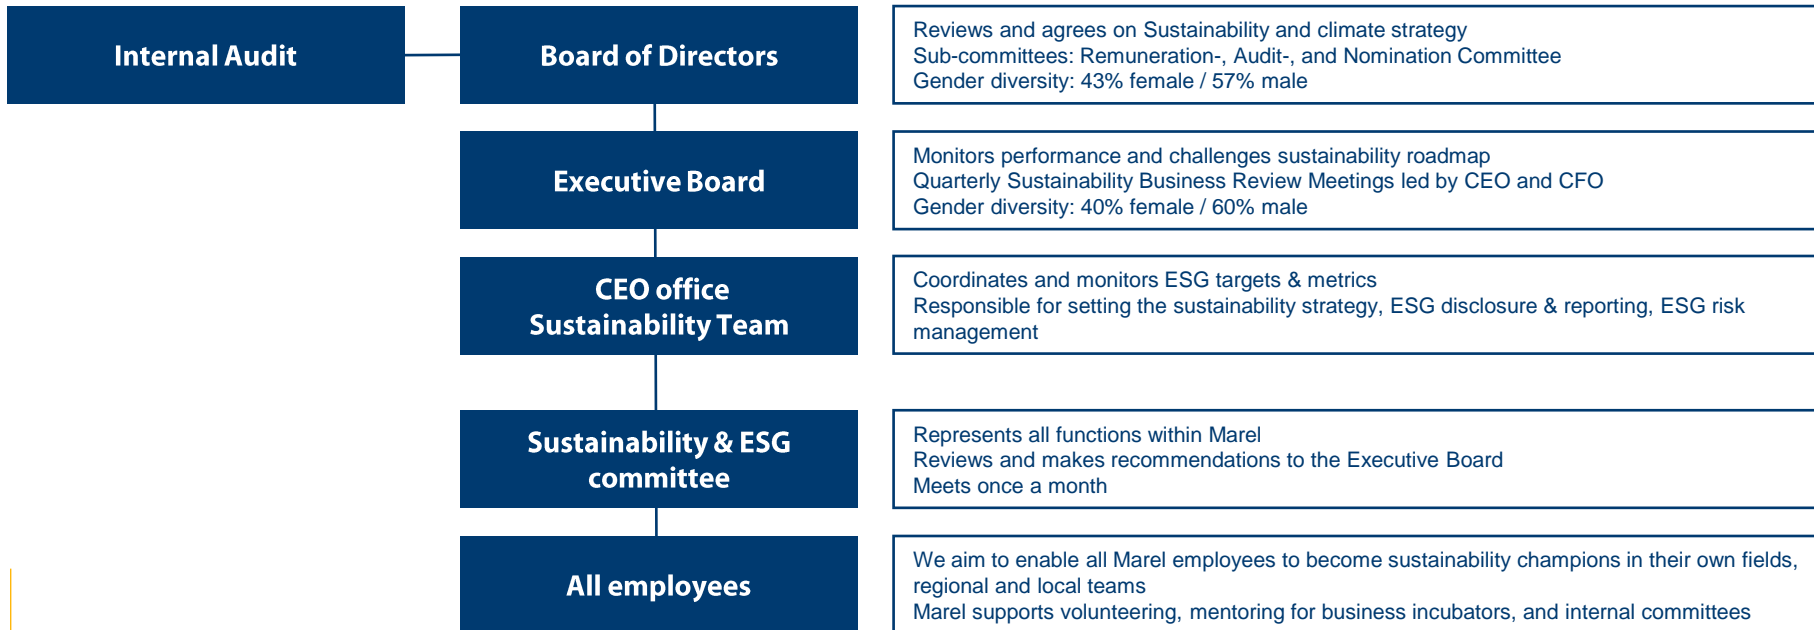 Internal Audit
Board of Directors
Reviews and agrees on Sustainability and climate strategy
Sub-committees: Remuneration-, Audit-, and Nomination Committee
Gender diversity: 43% female / 57% male
Executive Board
Monitors performance and challenges sustainability roadmap
Quarterly Sustainability Business Review Meetings led by CEO and CFO
Gender diversity: 40% female / 60% male
CEO office
Sustainability Team
Coordinates and monitors ESG targets & metrics
Responsible for setting the sustainability strategy, ESG disclosure & reporting, ESG risk
management
Sustainability & ESG
committee
Represents all functions within Marel
Reviews and makes recommendations to the Executive Board
Meets once a month
All employees
We aim to enable all Marel employees to become sustainability champions in their own fields,
regional and local teams
Marel supports volunteering, mentoring for business incubators, and internal committees